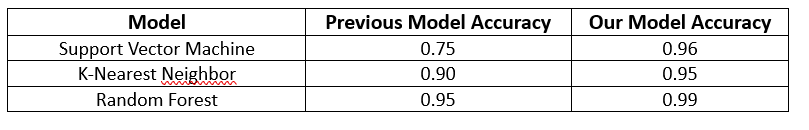 Model Previous Model Accuracy Our Model Accuracy
Support Vector Machine 0.75 0.96
K-Nearest Neighbor 0.90 0.95
Random Forest 0.95 0.99